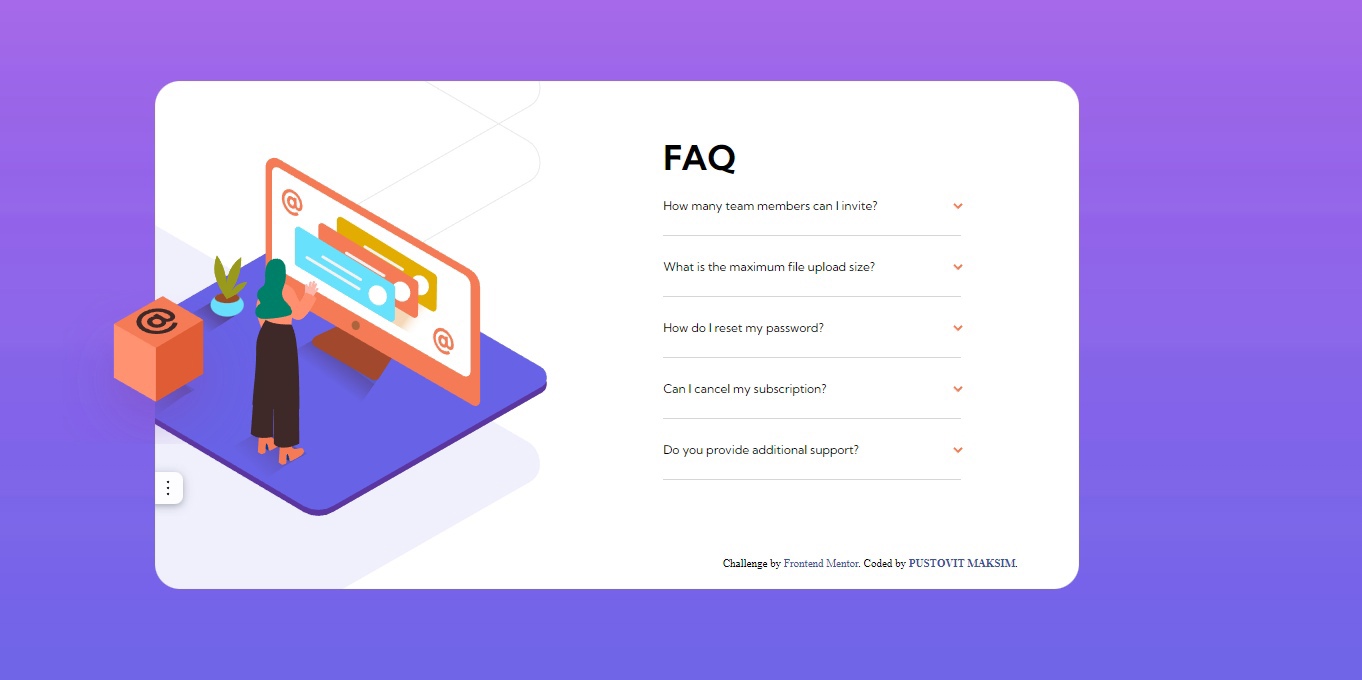 FAQ
How many team members can I invite?
What is the maximum file upload size?
How do I reset my password?
Can I cancel my subscription?
Do you provide additional support?
Challenge by Frontend Mentor. Coded by PUSTOVIT MAKSIM.
@
@
@